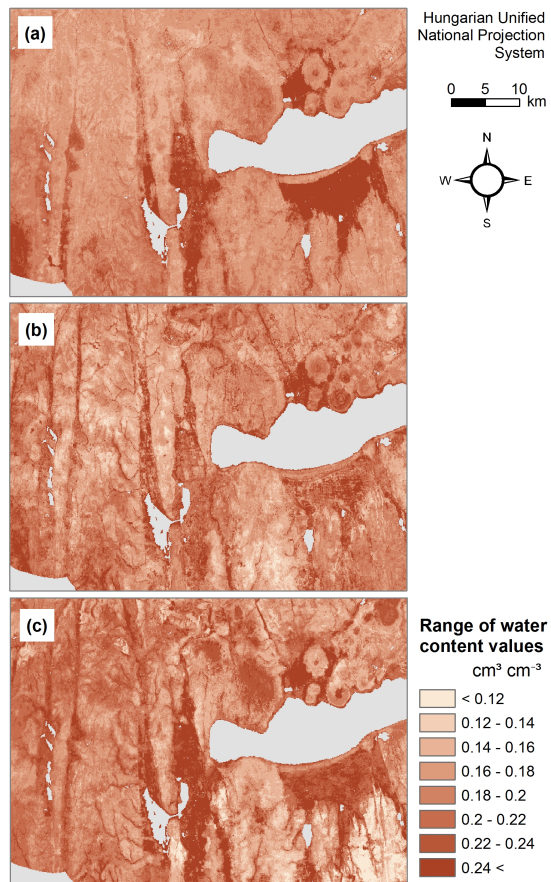 (a)
Hungarian Unified
National Projection
System
0 5 10
km
N
W E
S
(b)
(c)
Range of water
content values
cm³ cm⁻³
< 0.12
0.12 - 0.14
0.14 - 0.16
0.16 - 0.18
0.18 - 0.2
0.2 - 0.22
0.22 - 0.24
0.24 <